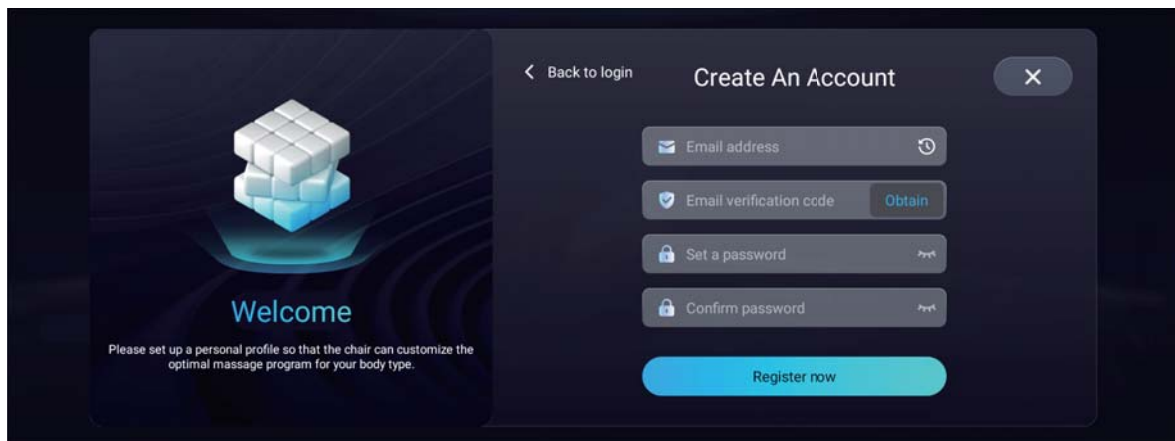 Back to login
Create An Account
Email address
Email verification code
Obtain
Set a password
Confirm password
Register now
Welcome
Please set up a personal profile so that the chair can customize the
optimal massage program for your body type.